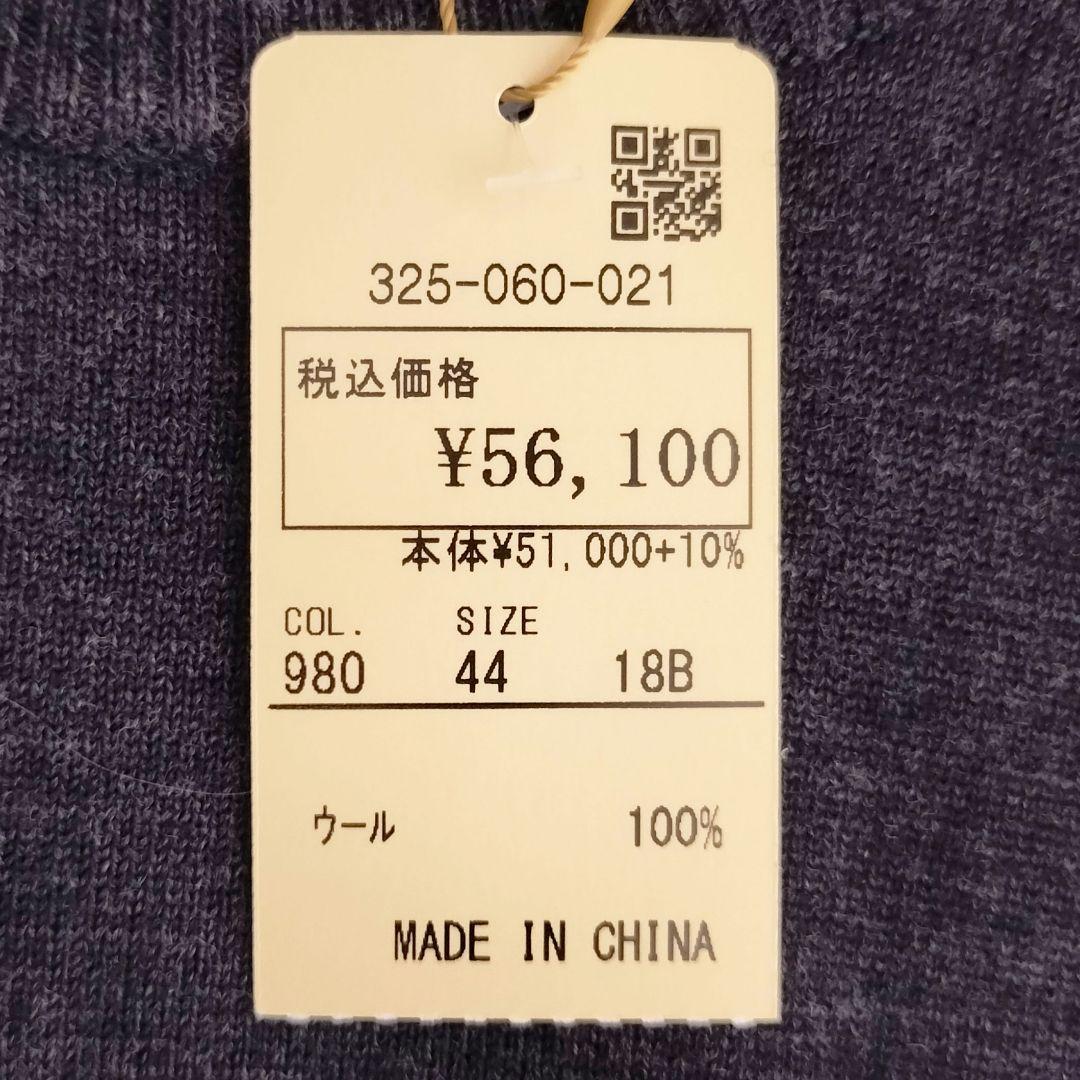 325-060-021
税込価格
¥56,100
本体¥51,000+10%
COL. SIZE
980 44 18B
ウール 100%
MADE IN CHINA